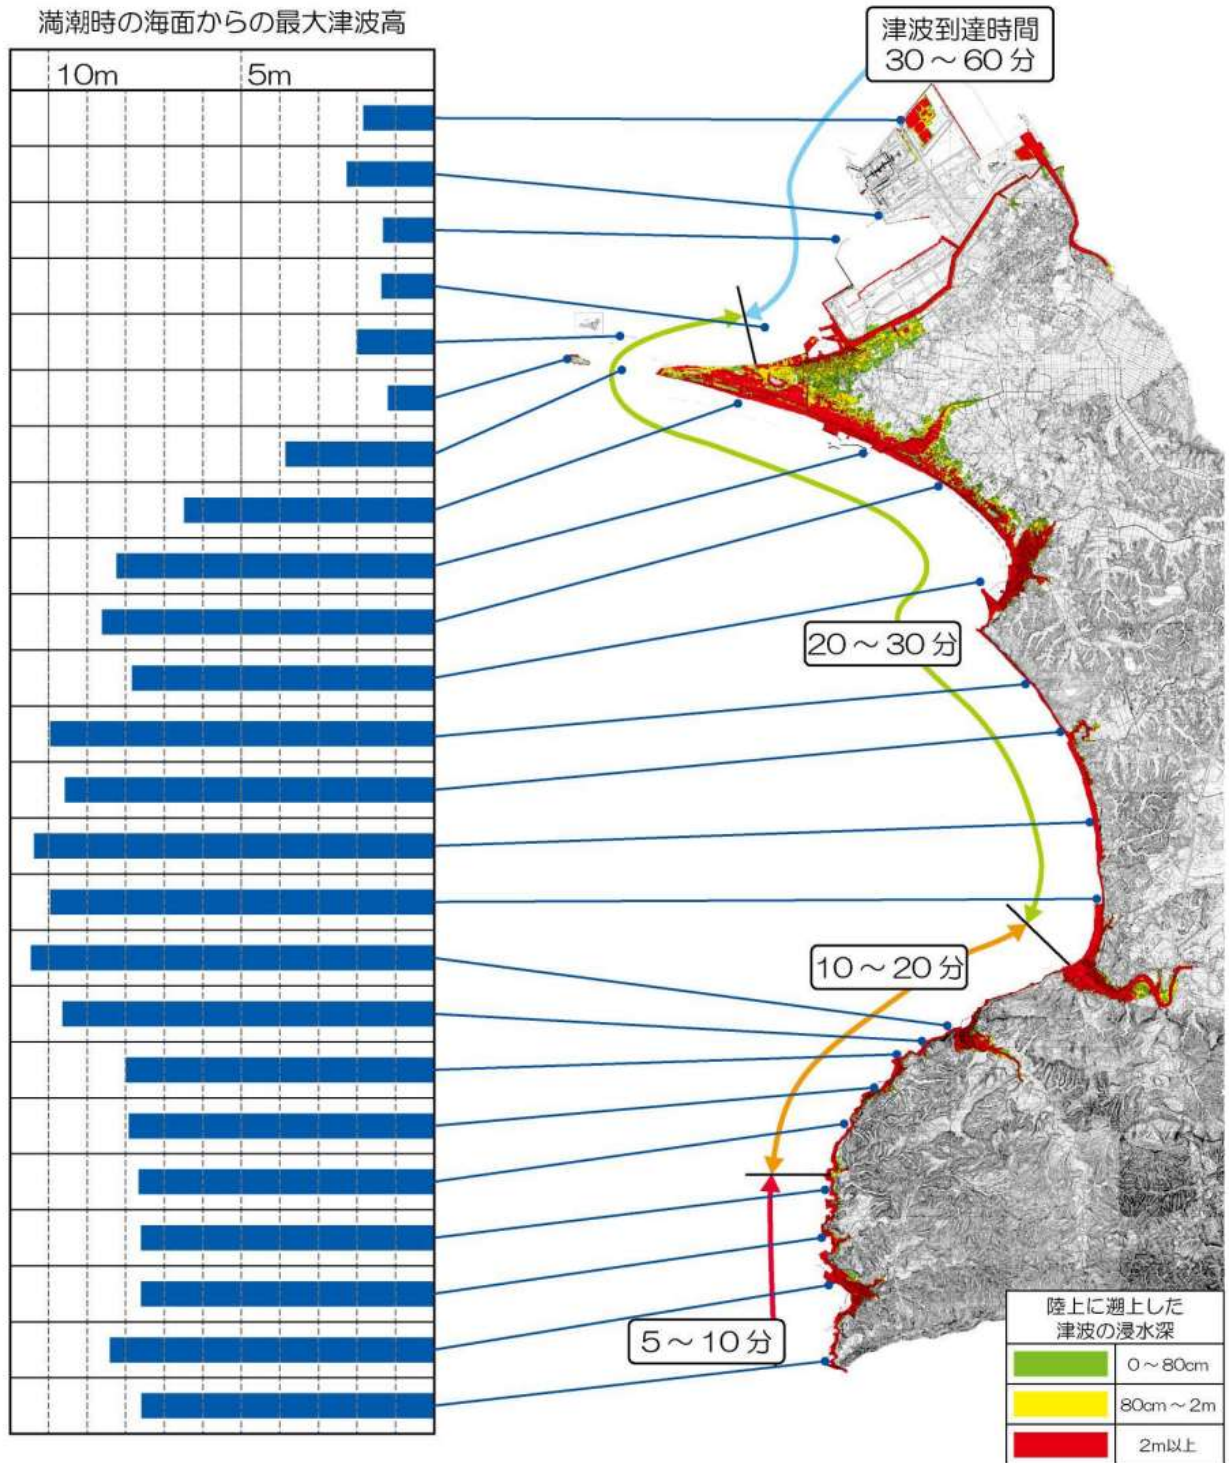 満潮時の海面からの最大津波高
10m
5m
津波到達時間
30～60分
20～30分
10～20分
5～10分
陸上に遡上した
津波の浸水深
0～80cm
80cm～2m
2m以上